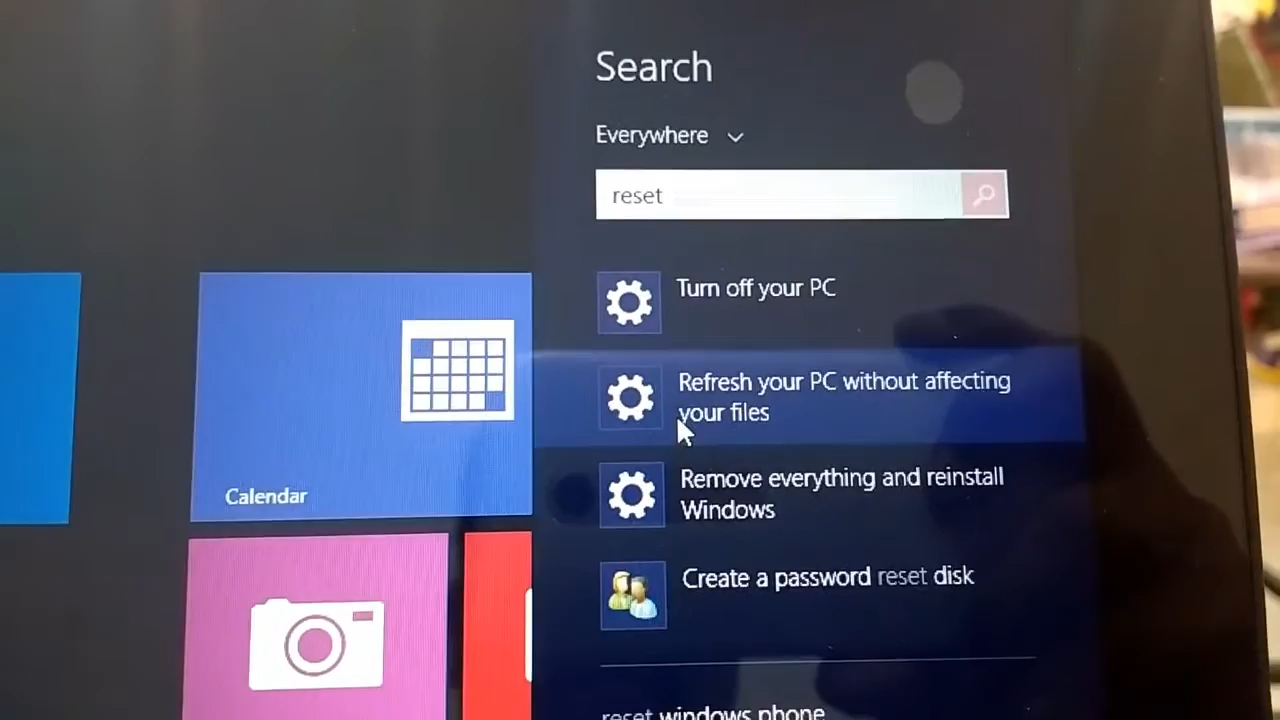 Search
Everywhere
reset
Turn off your PC
Refresh your PC without affecting
your files
Remove everything and reinstall
Windows
Create a password reset disk
reset windows phone
Calendar